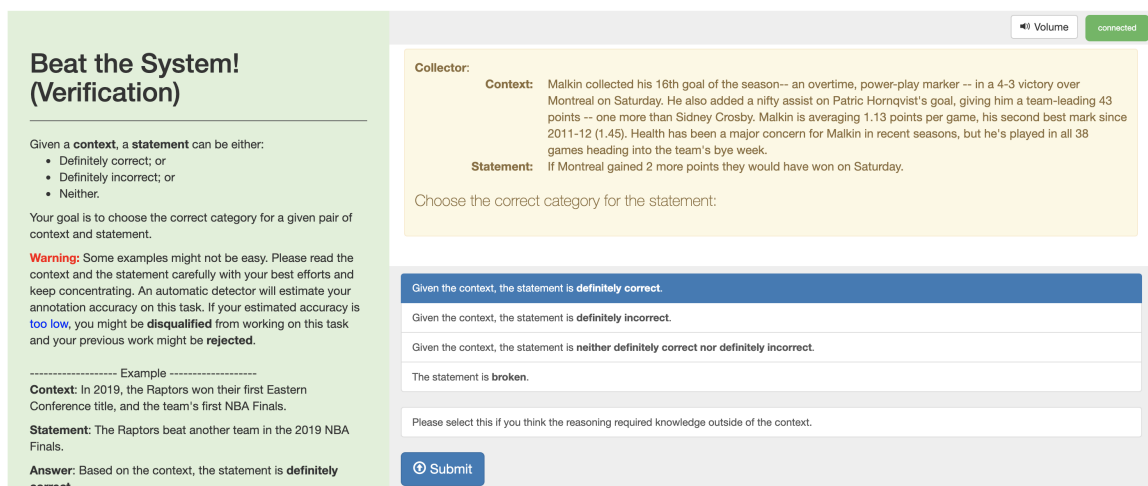 Volume
connected
Beat the System!
(Verification)
Given a context, a statement can be either:
• Definitely correct; or
• Definitely incorrect; or
• Neither.
Your goal is to choose the correct category for a given pair of
context and statement.
Warning: Some examples might not be easy. Please read the
context and the statement carefully with your best efforts and
keep concentrating. An automatic detector will estimate your
annotation accuracy on this task. If your estimated accuracy is
too low, you might be disqualified from working on this task
and your previous work might be rejected.
------------------- Example -------------------
Context: In 2019, the Raptors won their first Eastern
Conference title, and the team's first NBA Finals.
Statement: The Raptors beat another team in the 2019 NBA
Finals.
Answer: Based on the context, the statement is definitely
correct
Collector:
Context: Malkin collected his 16th goal of the season-- an overtime, power-play marker -- in a 4-3 victory over
Montreal on Saturday. He also added a nifty assist on Patric Hornqvist's goal, giving him a team-leading 43
points -- one more than Sidney Crosby. Malkin is averaging 1.13 points per game, his second best mark since
2011-12 (1.45). Health has been a major concern for Malkin in recent seasons, but he's played in all 38
games heading into the team's bye week.
Statement: If Montreal gained 2 more points they would have won on Saturday.
Choose the correct category for the statement:
Given the context, the statement is definitely correct.
Given the context, the statement is definitely incorrect.
Given the context, the statement is neither definitely correct nor definitely incorrect.
The statement is broken.
Please select this if you think the reasoning required knowledge outside of the context.
Submit